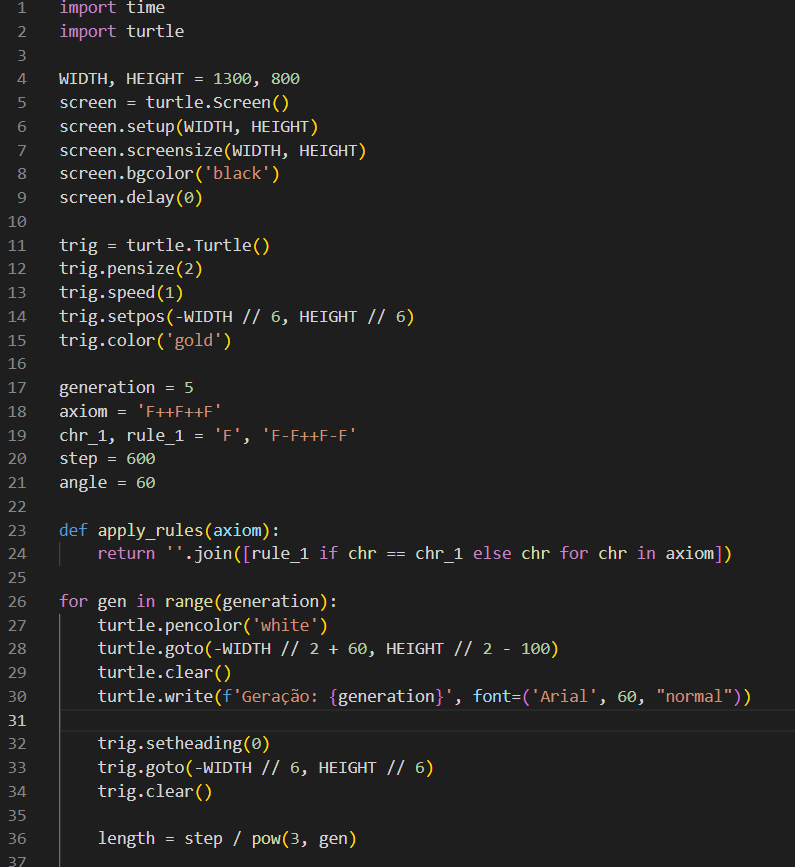 1 import time
2 import turtle
3
4 WIDTH, HEIGHT = 1300, 800
5 screen = turtle.Screen()
6 screen.setup(WIDTH, HEIGHT)
7 screen.screensize(WIDTH, HEIGHT)
8 screen.bgcolor('black')
9 screen.delay(0)
10
11 trig = turtle.Turtle()
12 trig.pensize(2)
13 trig.speed(1)
14 trig.setpos(-WIDTH // 6, HEIGHT // 6)
15 trig.color('gold')
16
17 generation = 5
18 axiom = 'F++F++F'
19 chr_1, rule_1 = 'F', 'F-F++F-F'
20 step = 600
21 angle = 60
22
23 def apply_rules(axiom):
24     return ''.join([rule_1 if chr == chr_1 else chr for chr in axiom])
25
26 for gen in range(generation):
27     turtle.pencolor('white')
28     turtle.goto(-WIDTH // 2 + 60, HEIGHT // 2 - 100)
29     turtle.clear()
30     turtle.write(f'Geração: {generation}', font=('Arial', 60, "normal"))
31
32     trig.setheading(0)
33     trig.goto(-WIDTH // 6, HEIGHT // 6)
34     trig.clear()
35
36     length = step / pow(3, gen)
37